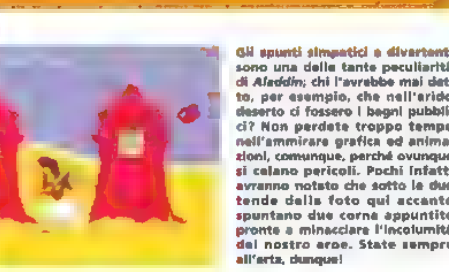 Gli spunti simpatici e divertent
sono una delle tante peculiarità
di Aladdin; chi l'avrebbe mai det
to, per esempio, che nell'arido
deserto ci fossero i bagni pubbli
ci? Non perdete troppo tempo
nell'ammirare grafica ed anima
zioni, comunque, perché ovunque
si celano pericoli. Pochi infatt
avranno notato che sotto le due
tende della foto qui accanto
spuntano due corna appuntite
pronte a minacciare l'incolumità
del nostro eroe. State sempre
all'erta, dunque!